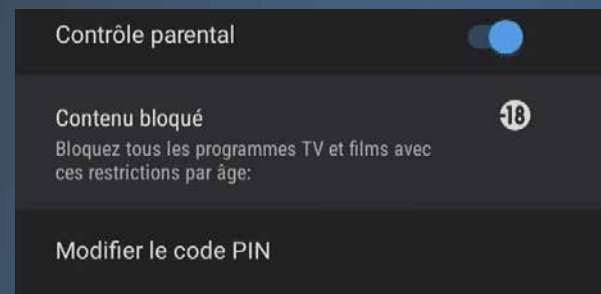 Contrôle parental
Contenu bloqué
-18
Bloquez tous les programmes TV et films avec
ces restrictions par âge:
Modifier le code PIN